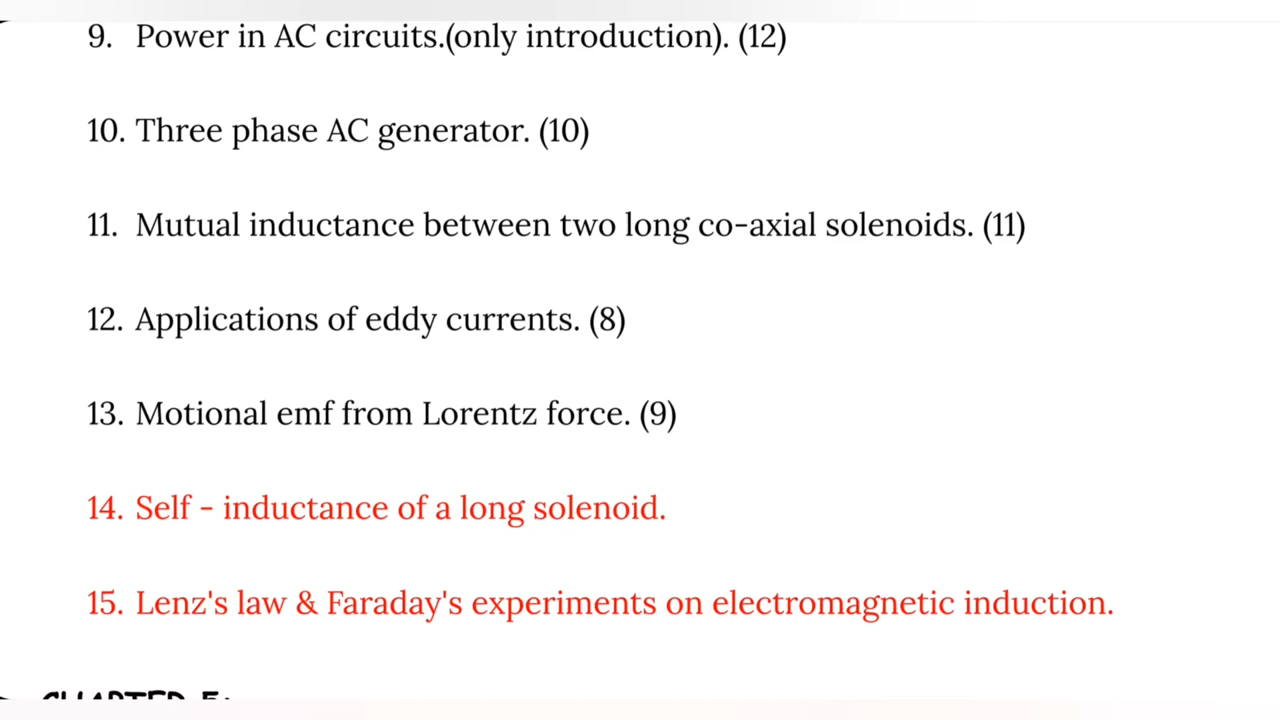 9. Power in AC circuits.(only introduction). (12)
10. Three phase AC generator. (10)
11. Mutual inductance between two long co-axial solenoids. (11)
12. Applications of eddy currents. (8)
13. Motional emf from Lorentz force. (9)
14. Self - inductance of a long solenoid.
15. Lenz's law & Faraday's experiments on electromagnetic induction.
CHAPTER 5: